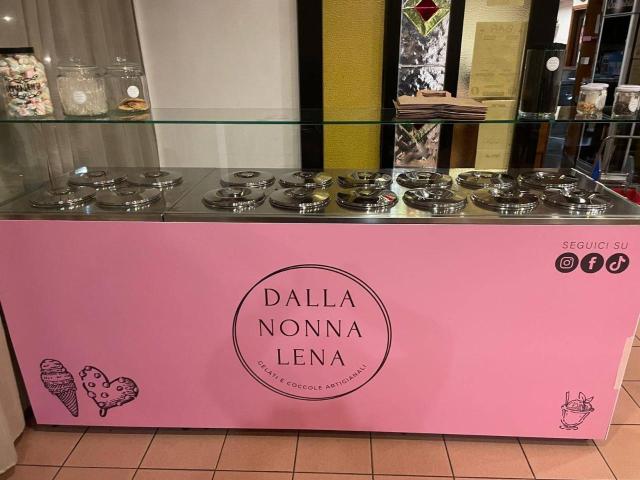 SEGUICI SU
DALLA
NONNA
LENA
GELATI E COCCOLE ARTIGIANALI